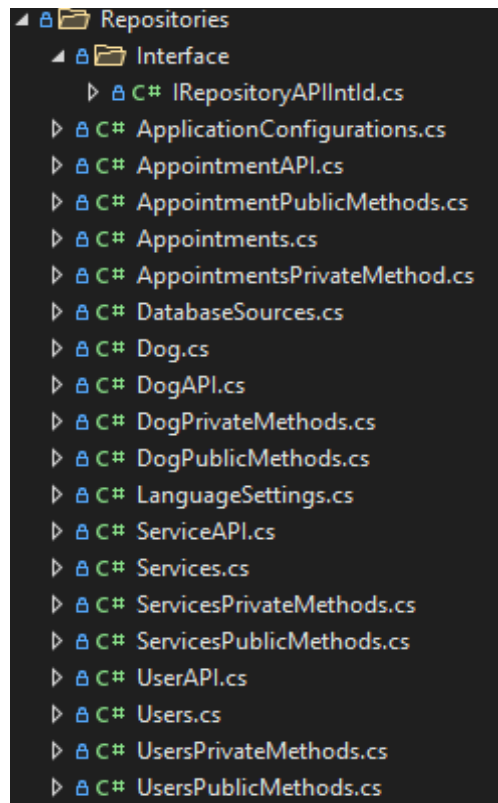 Repositories
Interface
C# IRepositoryAPIIntId.cs
C# ApplicationConfigurations.cs
C# AppointmentAPI.cs
C# AppointmentPublicMethods.cs
C# Appointments.cs
C# AppointmentsPrivateMethod.cs
C# DatabaseSources.cs
C# Dog.cs
C# DogAPI.cs
C# DogPrivateMethods.cs
C# DogPublicMethods.cs
C# LanguageSettings.cs
C# ServiceAPI.cs
C# Services.cs
C# ServicesPrivateMethods.cs
C# ServicesPublicMethods.cs
C# UserAPI.cs
C# Users.cs
C# UsersPrivateMethods.cs
C# UsersPublicMethods.cs